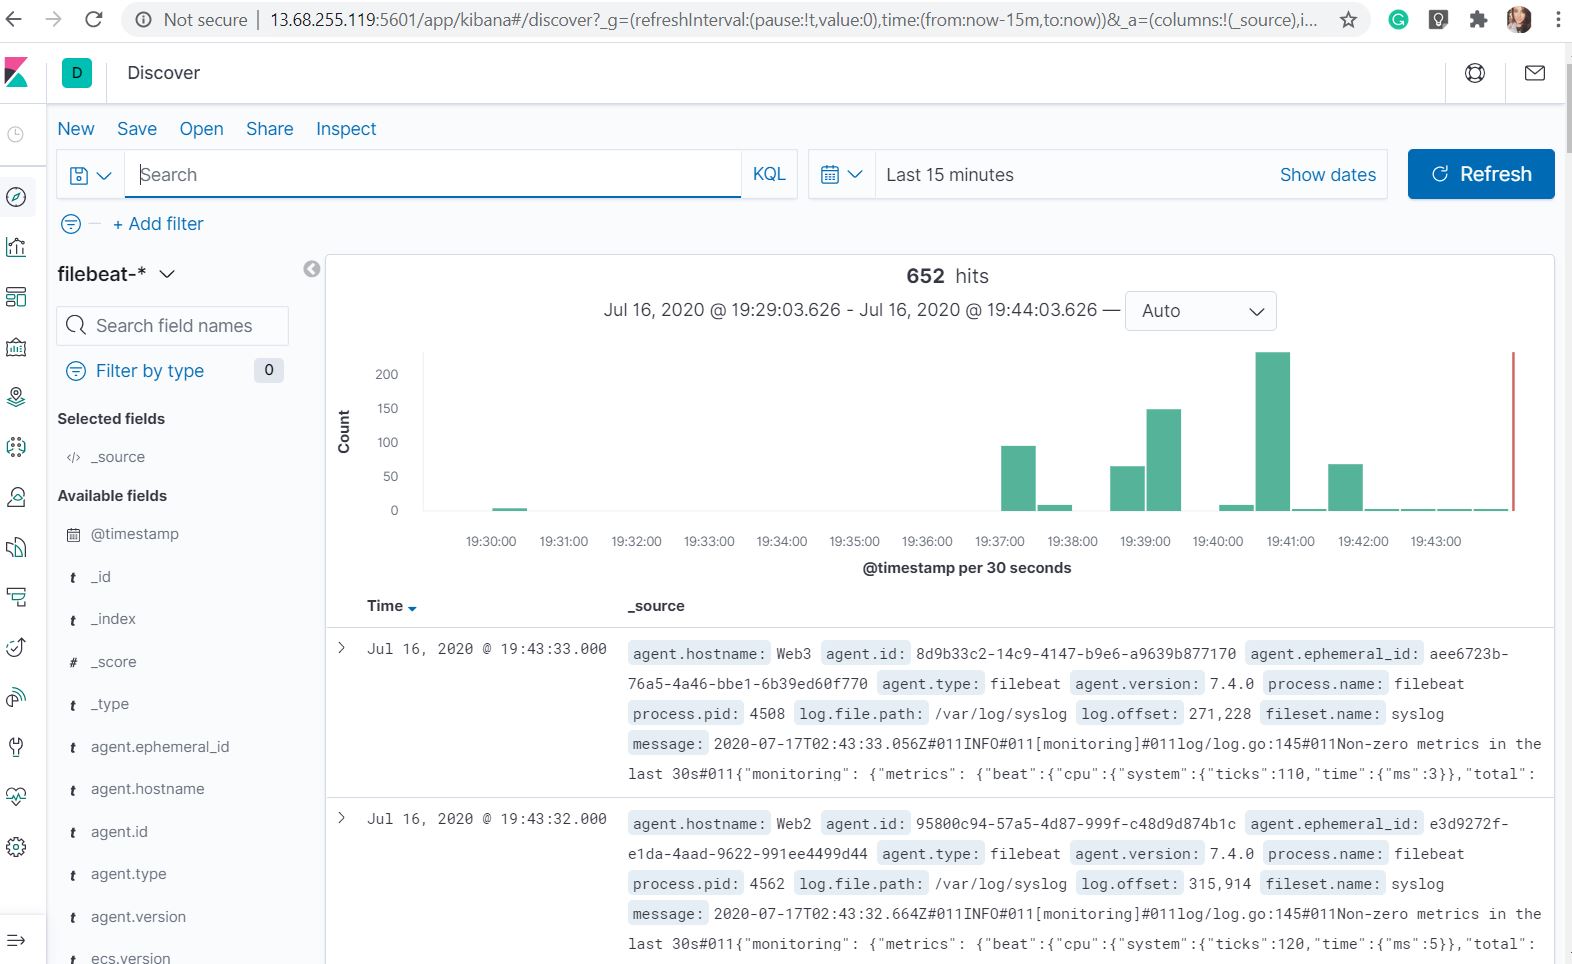 Not secure | 13.68.255.119:5601/app/kibana#/discover?_g=(refreshInterval:(pause:!t,value:0),time:(from:now-15m,to:now))&_a=(columns:!(_source),i...
D Discover
New Save Open Share Inspect
Search KQL Last 15 minutes Show dates Refresh
+ Add filter
filebeat-*
Search field names
Filter by type 0
Selected fields
_source
Available fields
@timestamp
t _id
t _index
# _score
t _type
t agent.ephemeral_id
t agent.hostname
t agent.id
t agent.type
t agent.version
t ecs.version
652 hits
Jul 16, 2020 @ 19:29:03.626 - Jul 16, 2020 @ 19:44:03.626 — Auto
Count
200
150
100
50
0
19:30:00 19:31:00 19:32:00 19:33:00 19:34:00 19:35:00 19:36:00 19:37:00 19:38:00 19:39:00 19:40:00 19:41:00 19:42:00 19:43:00
@timestamp per 30 seconds
Time _source
Jul 16, 2020 @ 19:43:33.000 agent.hostname: Web3 agent.id: 8d9b33c2-14c9-4147-b9e6-a9639b877170 agent.ephemeral_id: aee6723b-
76a5-4a46-bbe1-6b39ed60f770 agent.type: filebeat agent.version: 7.4.0 process.name: filebeat
process.pid: 4508 log.file.path: /var/log/syslog log.offset: 271,228 fileset.name: syslog
message: 2020-07-17T02:43:33.056Z#011INFO#011[monitoring]#011log/log.go:145#011Non-zero metrics in the
last 30s#011{"monitoring": {"metrics": {"beat":{"cpu":{"system":{"ticks":110,"time":{"ms":3}},"total":
Jul 16, 2020 @ 19:43:32.000 agent.hostname: Web2 agent.id: 95800c94-57a5-4d87-999f-c48d9d874b1c agent.ephemeral_id: e3d9272f-
e1da-4aad-9622-991ee4499d44 agent.type: filebeat agent.version: 7.4.0 process.name: filebeat
process.pid: 4562 log.file.path: /var/log/syslog log.offset: 315,914 fileset.name: syslog
message: 2020-07-17T02:43:32.664Z#011INFO#011[monitoring]#011log/log.go:145#011Non-zero metrics in the
last 30s#011{"monitoring": {"metrics": {"beat":{"cpu":{"system":{"ticks":120,"time":{"ms":5}},"total":